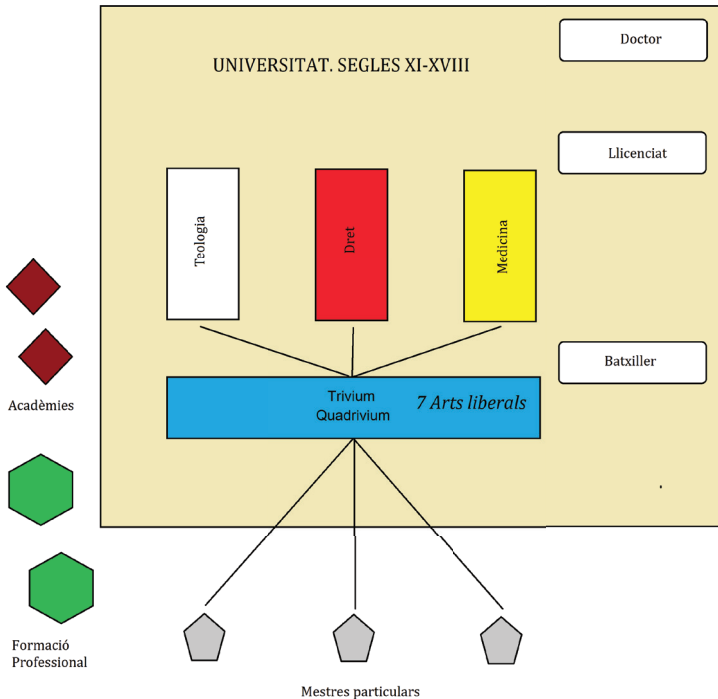 Doctor
UNIVERSITAT. SEGLES XI-XVIII
Llicenciat
Teologia
Dret
Medicina
Batxiller
Trivium
Quadrivium
7 Arts liberals
Acadèmies
Formació
Professional
Mestres particulars